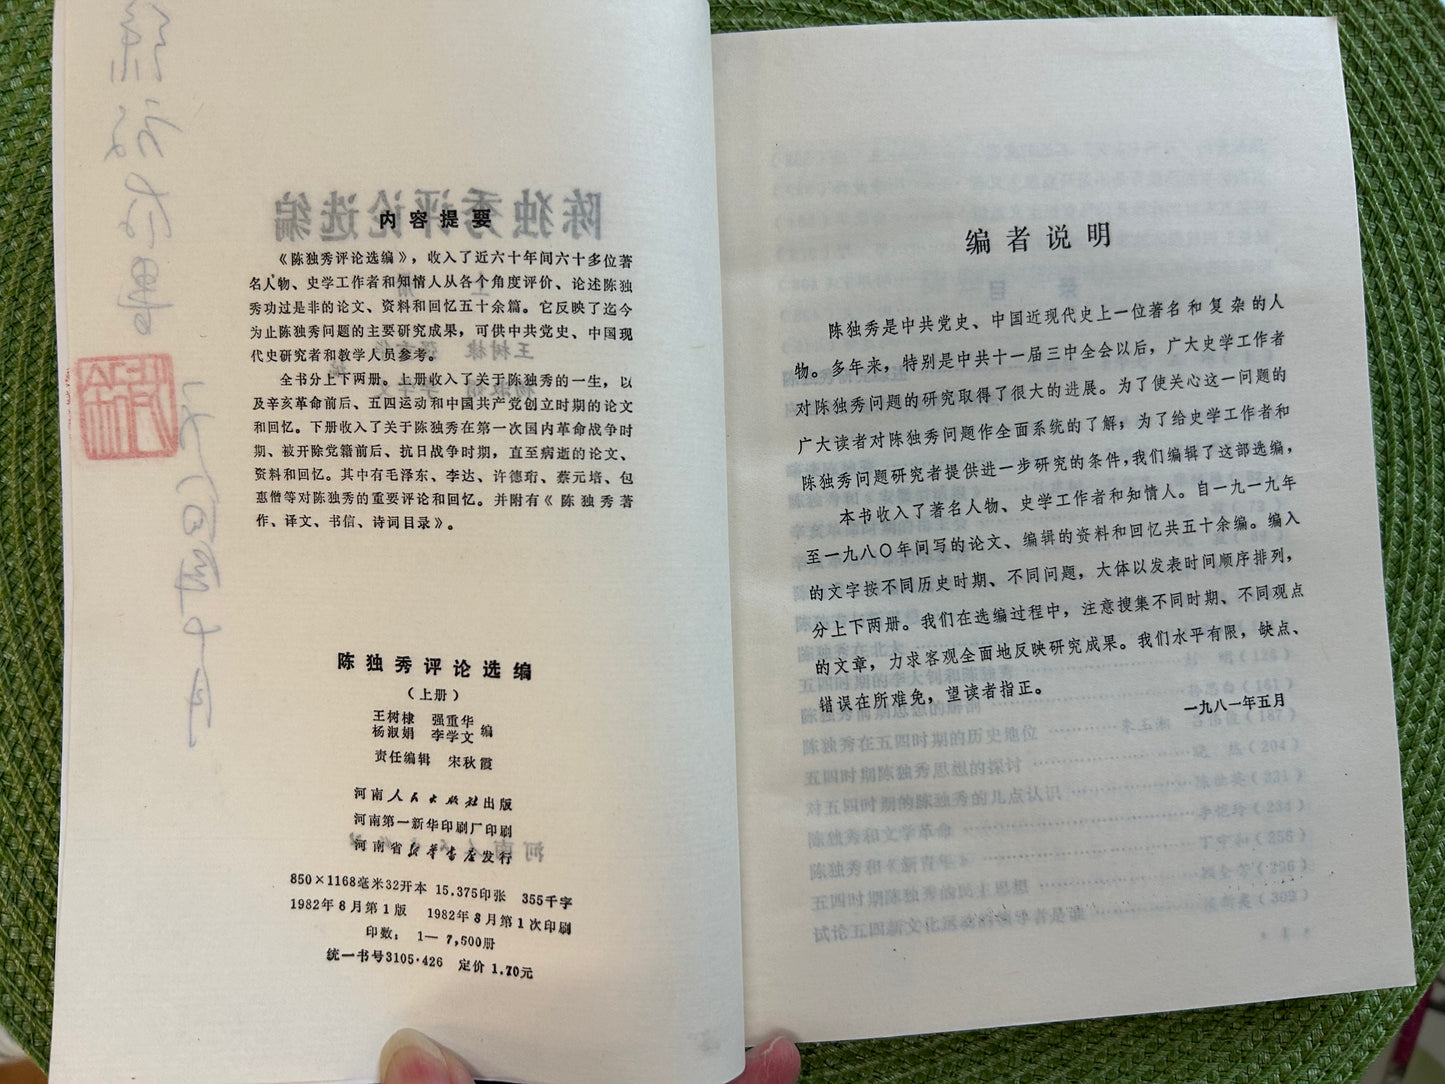 内容提要
《陈独秀评论选编》，收入了近六十年间六十多位著
名人物、史学工作者和知情人从各个角度评价、论述陈独
秀功过是非的论文、资料和回忆五十余篇。它反映了迄今
为止陈独秀问题的主要研究成果，可供中共党史、中国现
代史研究者和教学人员参考。
全书分上下两册。上册收入了关于陈独秀的一生，以
及辛亥革命前后、五四运动和中国共产党创立时期的论文
和回忆。下册收入了关于陈独秀在第一次国内革命战争时
期、被开除党籍前后、抗日战争时期，直至病逝的论文、
资料和回忆。其中有毛泽东、李达、许德珩、蔡元培、包
惠僧等对陈独秀的重要评论和回忆。并附有《陈独秀著
作、译文、书信、诗词目录》。
陈独秀评论选编
（上册）
王树棣 强重华
杨淑娟 李学文 编
责任编辑 宋秋霞
河南人民出版社出版
河南第一新华印刷厂印刷
河南省新华书店发行
850×1168毫米32开本 15.375印张 355千字
1982年8月第1版 1982年8月第1次印刷
印数：1—7,500册
统一书号3105·426 定价1.70元
编者说明
陈独秀是中共党史、中国近现代史上一位著名和复杂的人
物。多年来，特别是中共十一届三中全会以后，广大史学工作者
对陈独秀问题的研究取得了很大的进展。为了使关心这一问题的
广大读者对陈独秀问题作全面系统的了解；为了给史学工作者和
陈独秀问题研究者提供进一步研究的条件，我们编辑了这部选编，
本书收入了著名人物、史学工作者和知情人。自一九一九年
至一九八〇年间写的论文、编辑的资料和回忆共五十余编。编入
的文字按不同历史时期、不同问题，大体以发表时间顺序排列，
分上下两册。我们在选编过程中，注意搜集不同时期、不同观点
的文章，力求客观全面地反映研究成果。我们水平有限，缺点、
错误在所难免，望读者指正。
一九八一年五月